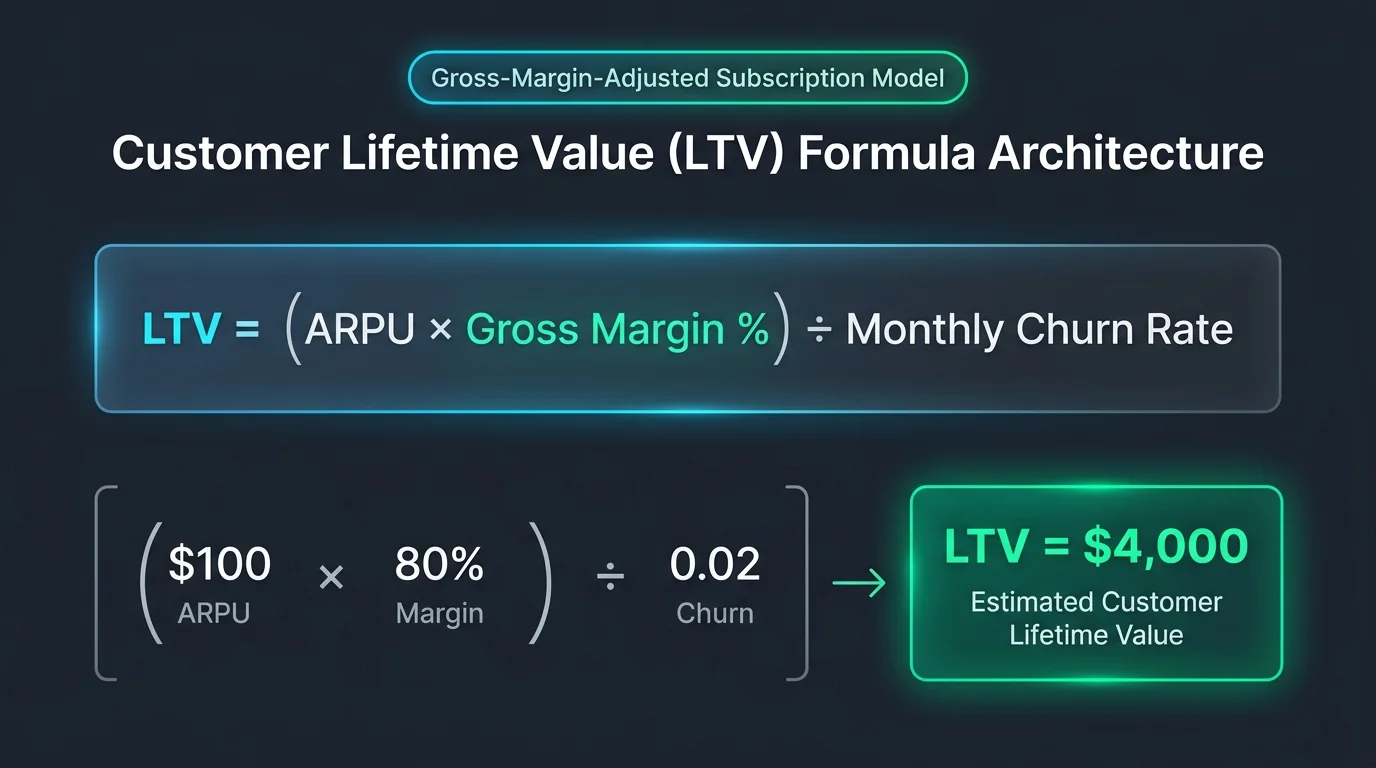 Gross-Margin-Adjusted Subscription Model
Customer Lifetime Value (LTV) Formula Architecture
LTV = (ARPU × Gross Margin %) ÷ Monthly Churn Rate
($100 × 80%) ÷ 0.02 →
ARPU Margin Churn
LTV = $4,000
Estimated Customer
Lifetime Value